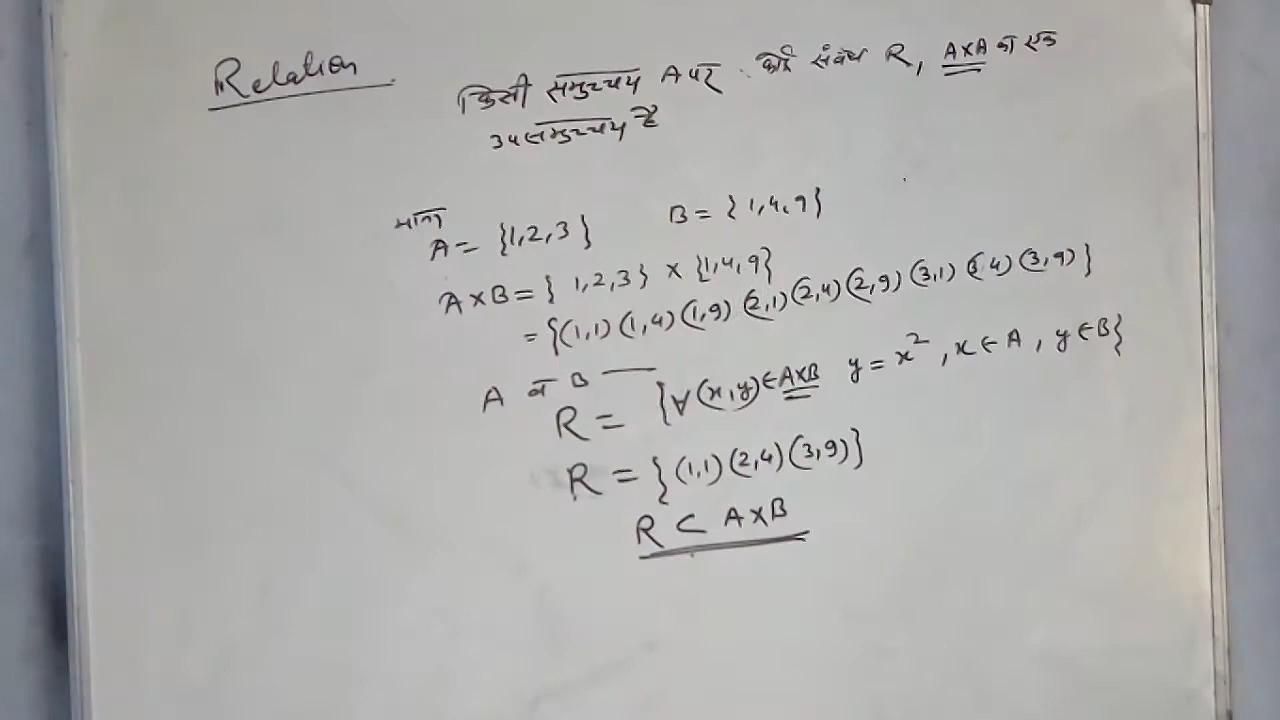 Relation
किसी समुच्चय A पर कोई संबंध R, A×A का एक
उपसमुच्चय है
माना
A = {1,2,3} B = {1,4,9}
A×B = { 1,2,3} × {1,4,9}
= {(1,1) (1,4) (1,9) (2,1) (2,4) (2,9) (3,1) (3,4) (3,9)}
A व B
R = {∀(x,y)∈A×B y = x², x∈A, y∈B}
R = {(1,1) (2,4) (3,9)}
R ⊂ A×B